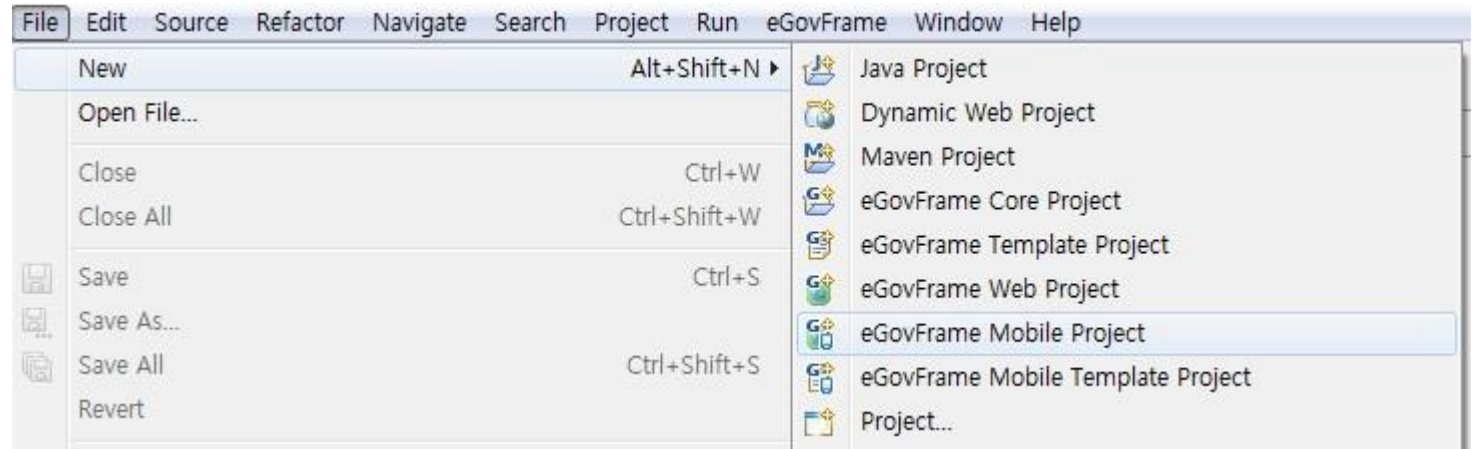 File Edit Source Refactor Navigate Search Project Run eGovFrame Window Help
New Alt+Shift+N
Open File...
Close Ctrl+W
Close All Ctrl+Shift+W
Save Ctrl+S
Save As...
Save All Ctrl+Shift+S
Revert
Java Project
Dynamic Web Project
Maven Project
eGovFrame Core Project
eGovFrame Template Project
eGovFrame Web Project
eGovFrame Mobile Project
eGovFrame Mobile Template Project
Project...